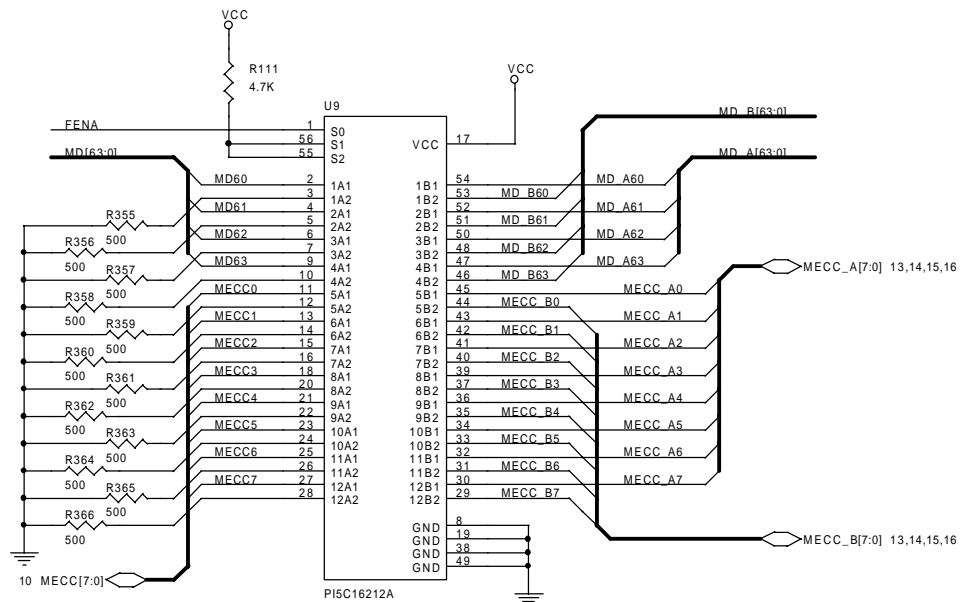 VCC
R111
4.7K
VCC
U9
FENA
MD[63:0]
MD_B[63:0]
MD_A[63:0]
1 S0
56 S1
55 S2
VCC 17
MD60 2 1A1
3 1A2
MD61 4 2A1
5 2A2
MD62 6 3A1
7 3A2
MD63 9 4A1
10 4A2
MECC0 11 5A1
12 5A2
MECC1 13 6A1
14 6A2
MECC2 15 7A1
16 7A2
MECC3 18 8A1
20 8A2
MECC4 21 9A1
22 9A2
MECC5 23 10A1
24 10A2
MECC6 25 11A1
26 11A2
MECC7 27 12A1
28 12A2
1B1 54 MD_A60
1B2 53 MD_B60
2B1 52 MD_A61
2B2 51 MD_B61
3B1 50 MD_A62
3B2 48 MD_B62
4B1 47 MD_A63
4B2 46 MD_B63
5B1 45 MECC_A0
5B2 44 MECC_B0
6B1 43 MECC_A1
6B2 42 MECC_B1
7B1 41 MECC_A2
7B2 40 MECC_B2
8B1 39 MECC_A3
8B2 37 MECC_B3
9B1 36 MECC_A4
9B2 35 MECC_B4
10B1 34 MECC_A5
10B2 33 MECC_B5
11B1 32 MECC_A6
11B2 31 MECC_B6
12B1 30 MECC_A7
12B2 29 MECC_B7
GND 8
GND 19
GND 38
GND 49
R355
500
R356
500
R357
500
R358
500
R359
500
R360
500
R361
500
R362
500
R363
500
R364
500
R365
500
R366
500
MECC_A[7:0] 13,14,15,16
MECC_B[7:0] 13,14,15,16
10 MECC[7:0]
PI5C16212A